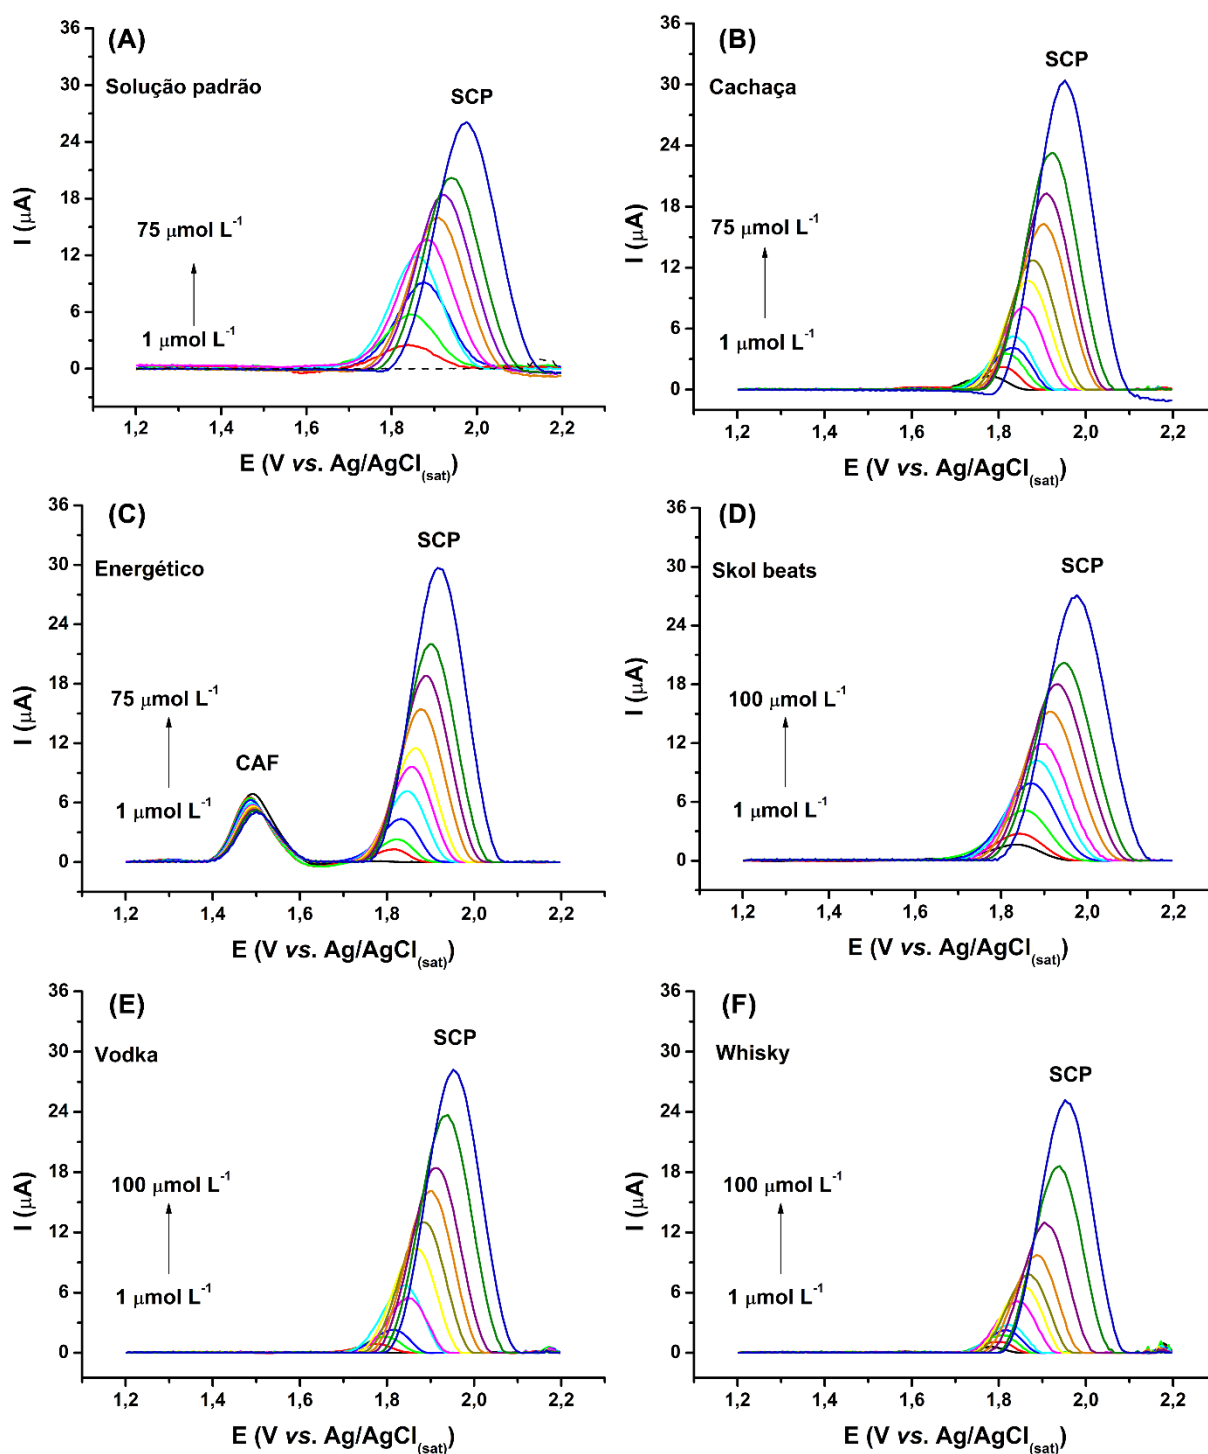 (A)
Solução padrão
SCP
75 μmol L⁻¹
1 μmol L⁻¹
I (μA)
36
30
24
18
12
6
0
1,2 1,4 1,6 1,8 2,0 2,2
E (V vs. Ag/AgCl(sat))
(B)
Cachaça
SCP
75 μmol L⁻¹
1 μmol L⁻¹
I (μA)
36
30
24
18
12
6
0
1,2 1,4 1,6 1,8 2,0 2,2
E (V vs. Ag/AgCl(sat))
(C)
Energético
SCP
CAF
75 μmol L⁻¹
1 μmol L⁻¹
I (μA)
36
30
24
18
12
6
0
1,2 1,4 1,6 1,8 2,0 2,2
E (V vs. Ag/AgCl(sat))
(D)
Skol beats
SCP
100 μmol L⁻¹
1 μmol L⁻¹
I (μA)
36
30
24
18
12
6
0
1,2 1,4 1,6 1,8 2,0 2,2
E (V vs. Ag/AgCl(sat))
(E)
Vodka
SCP
100 μmol L⁻¹
1 μmol L⁻¹
I (μA)
36
30
24
18
12
6
0
1,2 1,4 1,6 1,8 2,0 2,2
E (V vs. Ag/AgCl(sat))
(F)
Whisky
SCP
100 μmol L⁻¹
1 μmol L⁻¹
I (μA)
36
30
24
18
12
6
0
1,2 1,4 1,6 1,8 2,0 2,2
E (V vs. Ag/AgCl(sat))